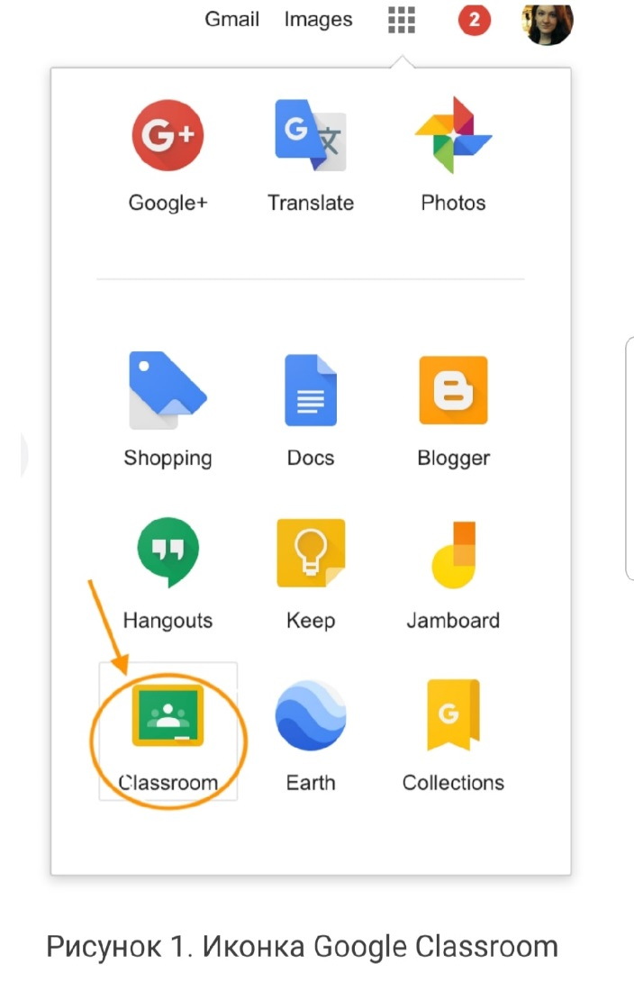 Gmail Images 2
G+
Google+ Translate Photos
Shopping Docs Blogger
Hangouts Keep Jamboard
Classroom Earth Collections
Рисунок 1. Иконка Google Classroom